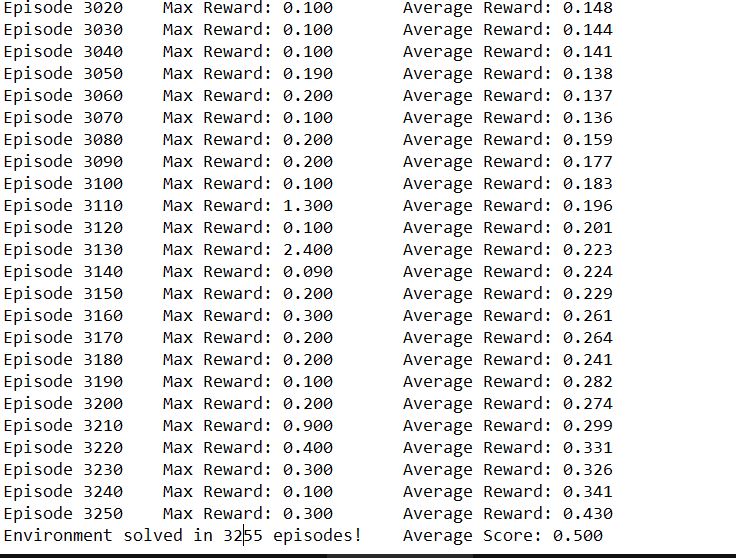 Episode 3020 Max Reward: 0.100 Average Reward: 0.148
Episode 3030 Max Reward: 0.100 Average Reward: 0.144
Episode 3040 Max Reward: 0.100 Average Reward: 0.141
Episode 3050 Max Reward: 0.190 Average Reward: 0.138
Episode 3060 Max Reward: 0.200 Average Reward: 0.137
Episode 3070 Max Reward: 0.100 Average Reward: 0.136
Episode 3080 Max Reward: 0.200 Average Reward: 0.159
Episode 3090 Max Reward: 0.200 Average Reward: 0.177
Episode 3100 Max Reward: 0.100 Average Reward: 0.183
Episode 3110 Max Reward: 1.300 Average Reward: 0.196
Episode 3120 Max Reward: 0.100 Average Reward: 0.201
Episode 3130 Max Reward: 2.400 Average Reward: 0.223
Episode 3140 Max Reward: 0.090 Average Reward: 0.224
Episode 3150 Max Reward: 0.200 Average Reward: 0.229
Episode 3160 Max Reward: 0.300 Average Reward: 0.261
Episode 3170 Max Reward: 0.200 Average Reward: 0.264
Episode 3180 Max Reward: 0.200 Average Reward: 0.241
Episode 3190 Max Reward: 0.100 Average Reward: 0.282
Episode 3200 Max Reward: 0.200 Average Reward: 0.274
Episode 3210 Max Reward: 0.900 Average Reward: 0.299
Episode 3220 Max Reward: 0.400 Average Reward: 0.331
Episode 3230 Max Reward: 0.300 Average Reward: 0.326
Episode 3240 Max Reward: 0.100 Average Reward: 0.341
Episode 3250 Max Reward: 0.300 Average Reward: 0.430
Environment solved in 3255 episodes! Average Score: 0.500